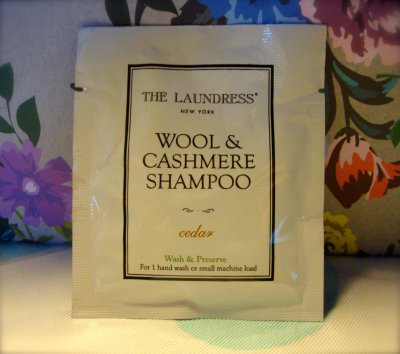 THE LAUNDRESS®
NEW YORK
WOOL &
CASHMERE
SHAMPOO
cedar
Wash & Preserve
For 1 hand wash or small machine load